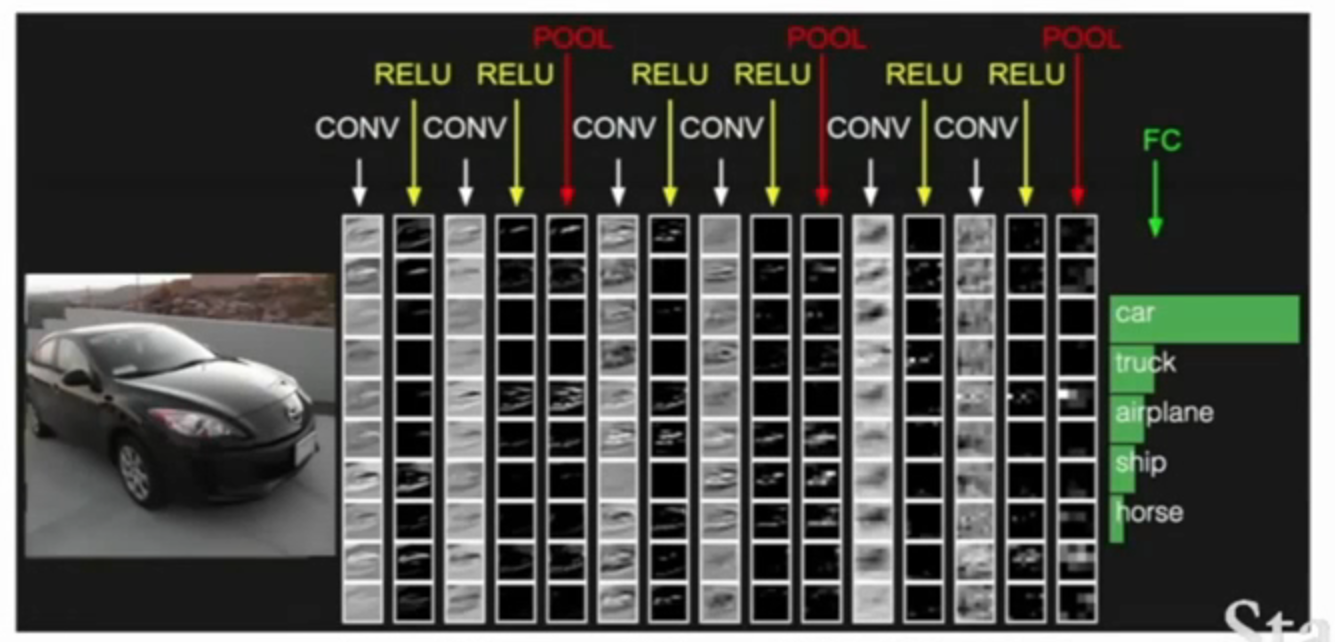 POOL POOL POOL
RELU RELU RELU RELU RELU RELU
CONV CONV CONV CONV CONV CONV
FC
car
truck
airplane
ship
horse